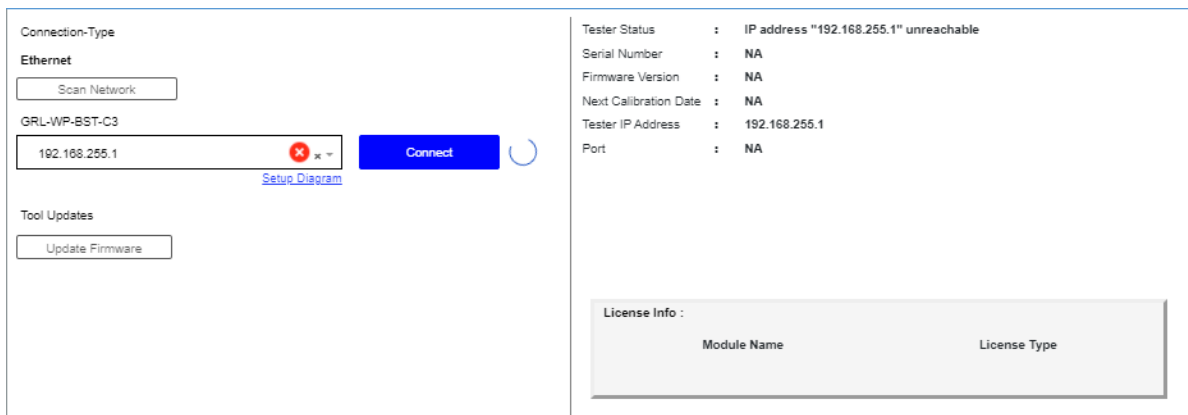 Connection-Type
Ethernet
Scan Network
GRL-WP-BST-C3
192.168.255.1
Connect
Setup Diagram
Tool Updates
Update Firmware
Tester Status : IP address "192.168.255.1" unreachable
Serial Number : NA
Firmware Version : NA
Next Calibration Date : NA
Tester IP Address : 192.168.255.1
Port : NA
License Info :
Module Name License Type